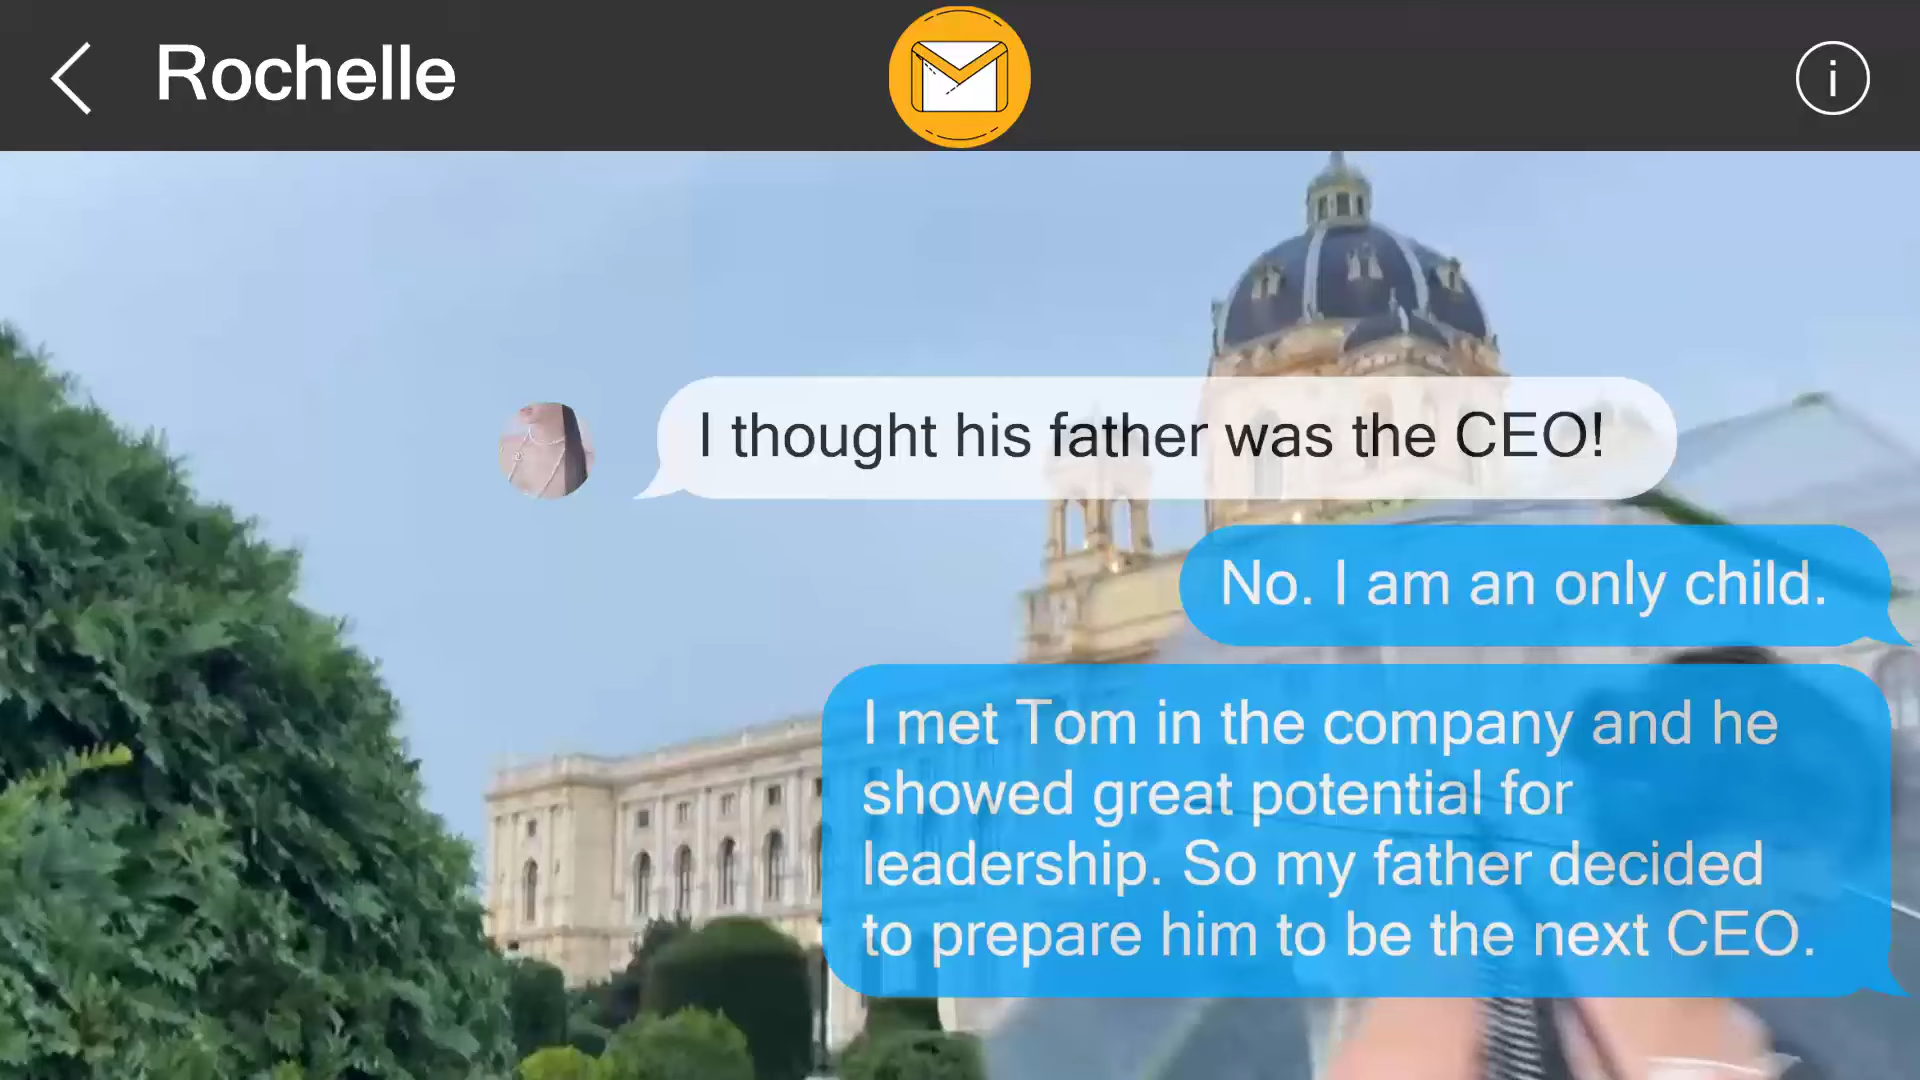 Rochelle
i
I thought his father was the CEO!
No. I am an only child.
I met Tom in the company and he
showed great potential for
leadership. So my father decided
to prepare him to be the next CEO.